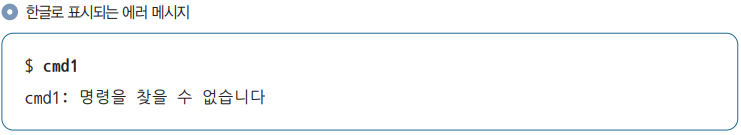 한글로 표시되는 에러 메시지
$ cmd1
cmd1: 명령을 찾을 수 없습니다